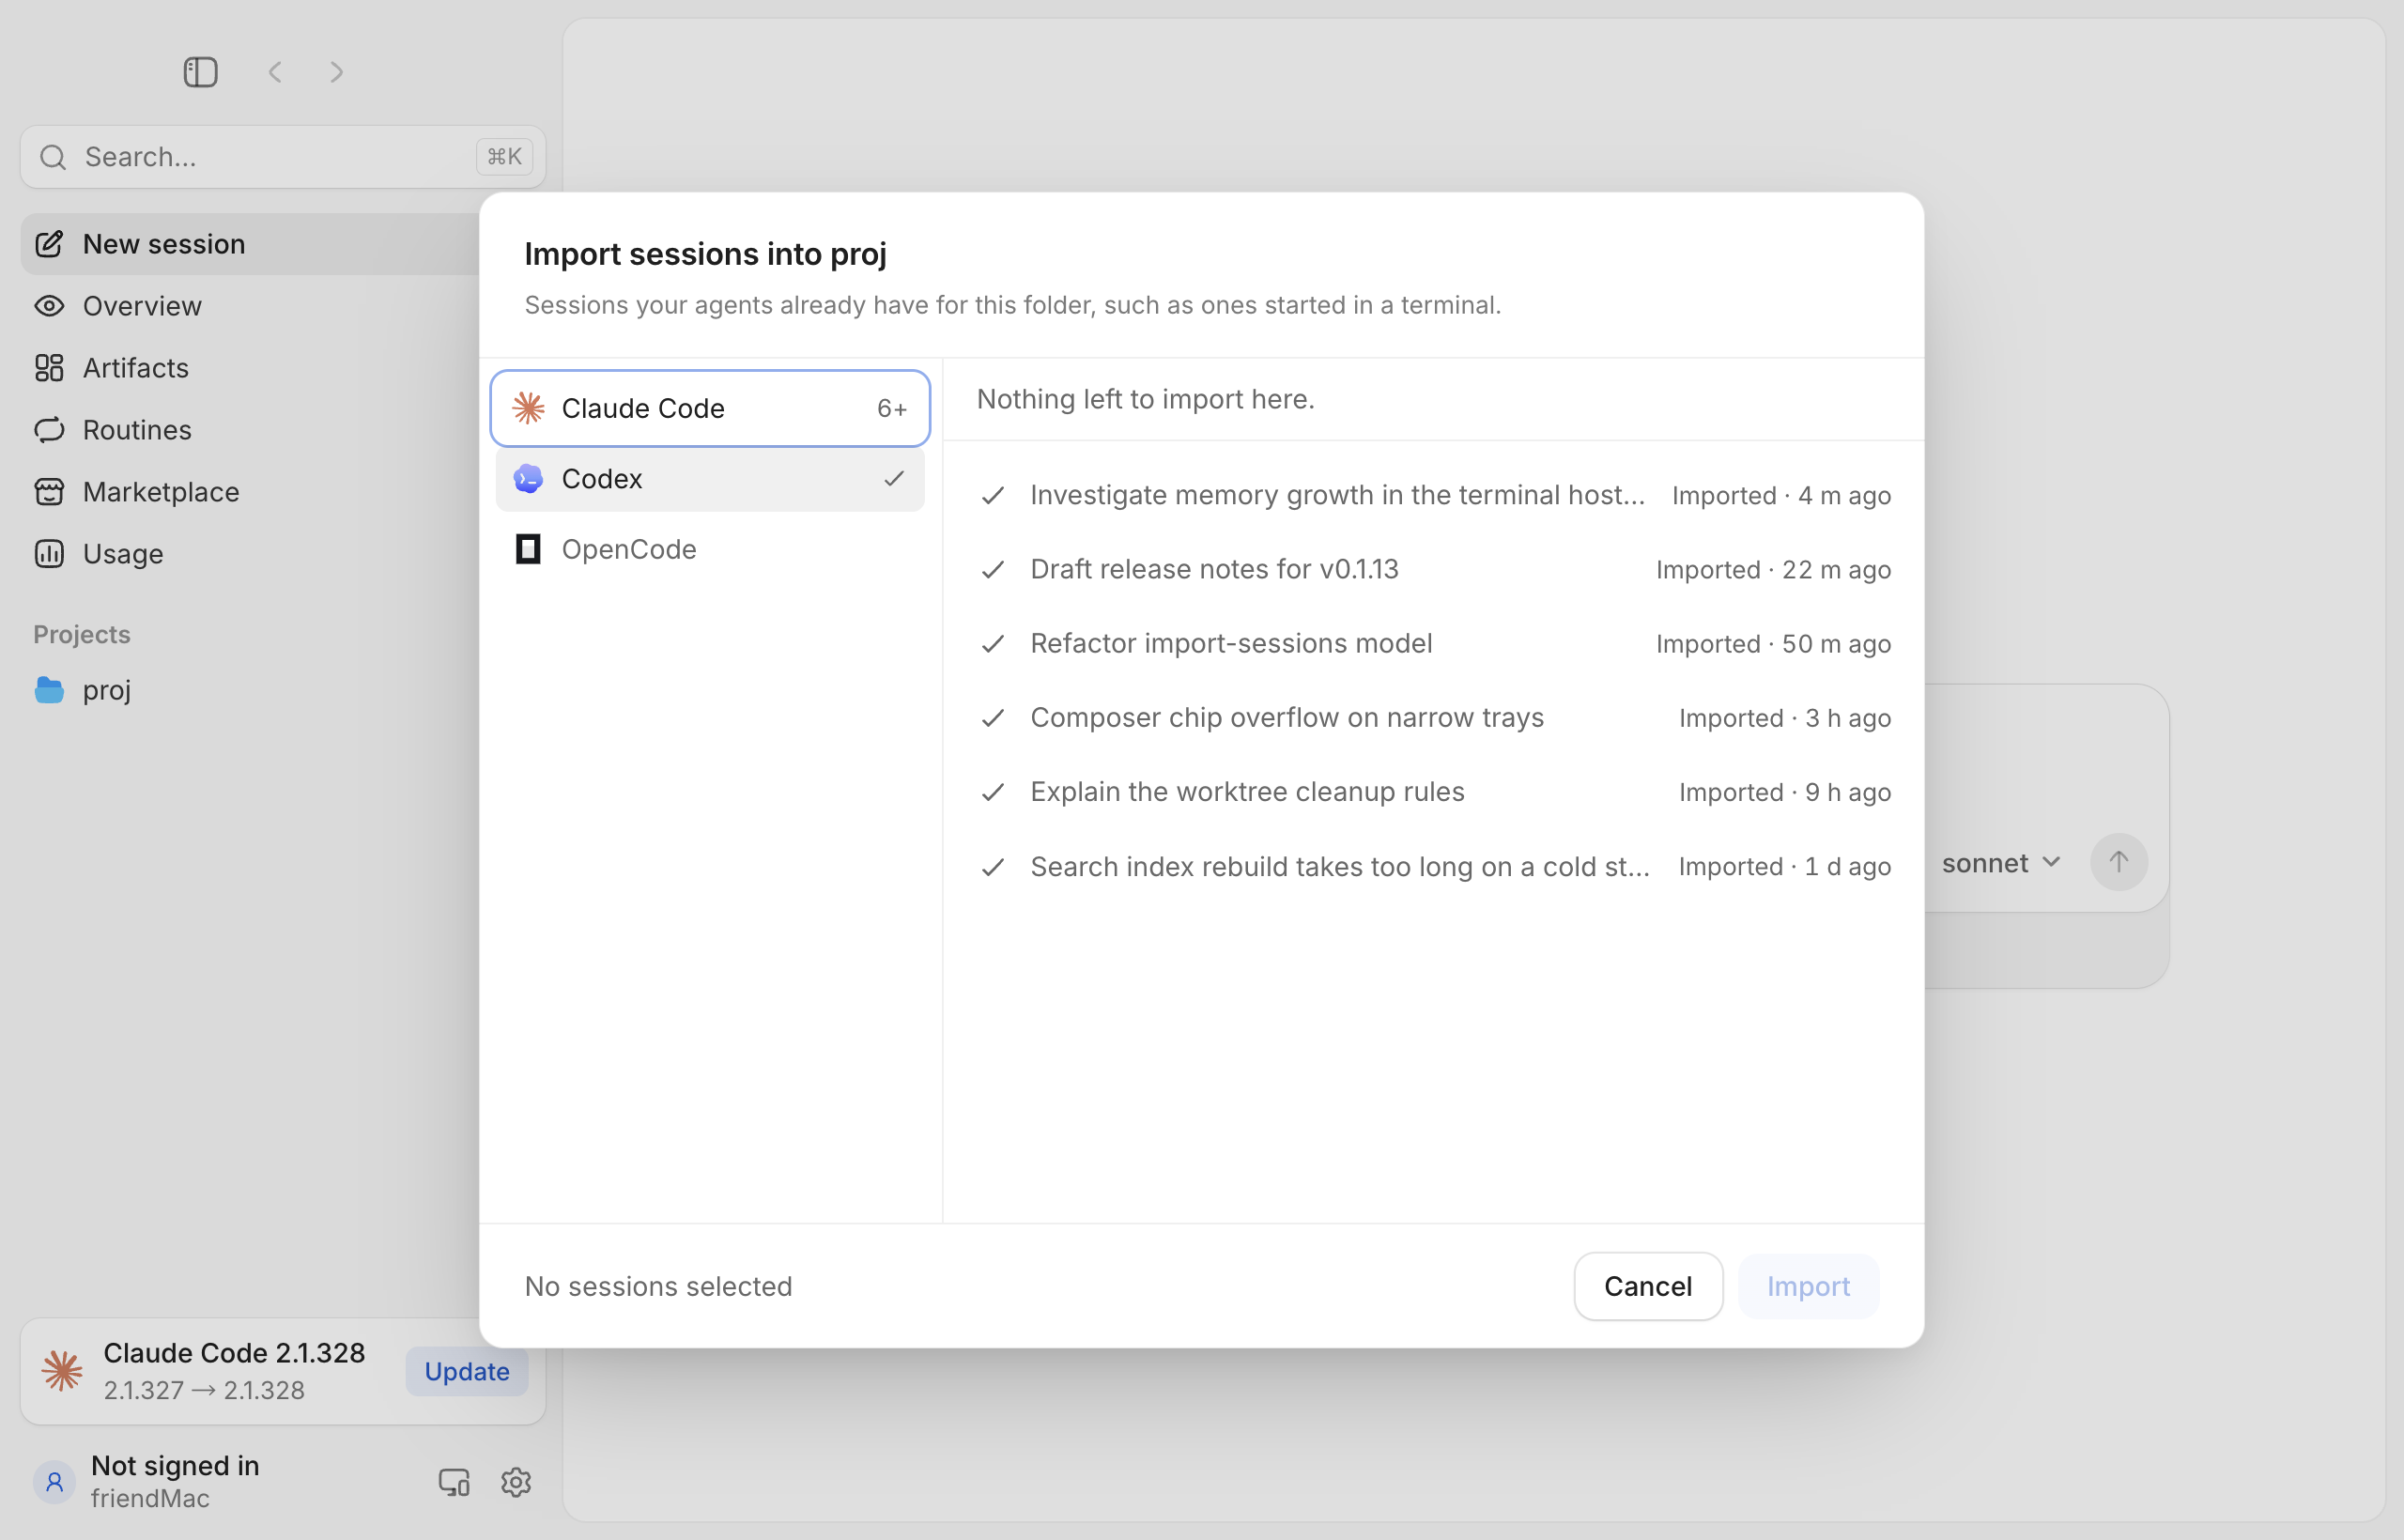 Search...
⌘K
New session
Overview
Artifacts
Routines
Marketplace
Usage
Projects
proj
Claude Code 2.1.328
2.1.327 → 2.1.328
Update
Not signed in
friendMac
Import sessions into proj
Sessions your agents already have for this folder, such as ones started in a terminal.
Claude Code 6+
Codex
OpenCode
Nothing left to import here.
Investigate memory growth in the terminal host... Imported · 4 m ago
Draft release notes for v0.1.13 Imported · 22 m ago
Refactor import-sessions model Imported · 50 m ago
Composer chip overflow on narrow trays Imported · 3 h ago
Explain the worktree cleanup rules Imported · 9 h ago
Search index rebuild takes too long on a cold st... Imported · 1 d ago
No sessions selected
Cancel
Import
sonnet